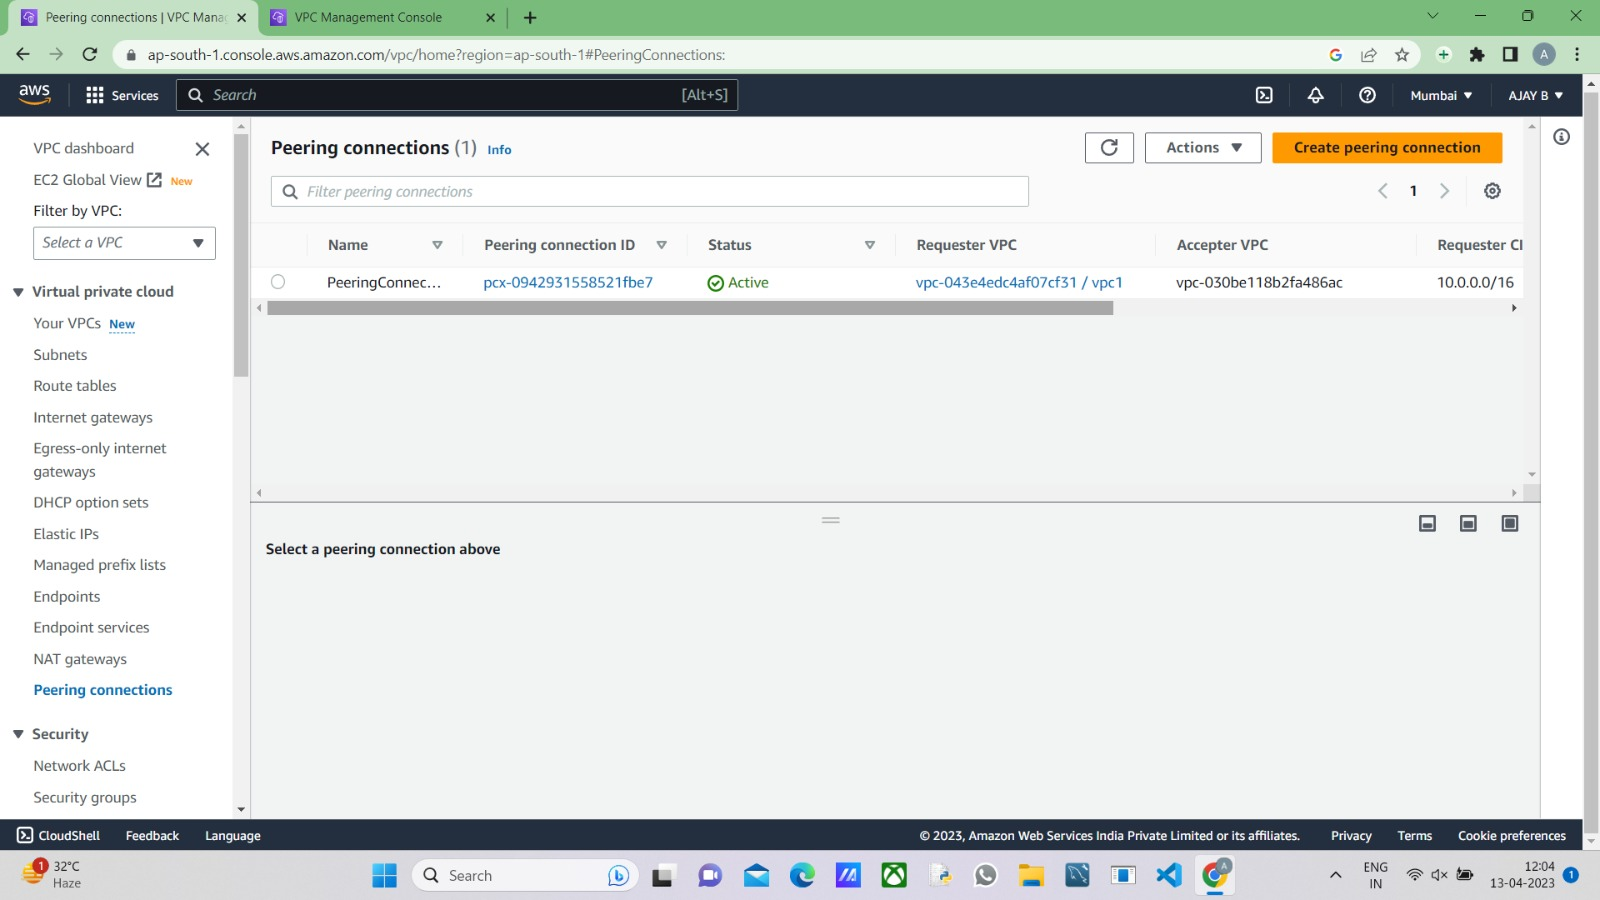 Peering connections | VPC Manag
VPC Management Console
ap-south-1.console.aws.amazon.com/vpc/home?region=ap-south-1#PeeringConnections:
A
aws
Services
Search
[Alt+S]
Mumbai
AJAY B
VPC dashboard
EC2 Global View New
Filter by VPC:
Select a VPC
Virtual private cloud
Your VPCs New
Subnets
Route tables
Internet gateways
Egress-only internet
gateways
DHCP option sets
Elastic IPs
Managed prefix lists
Endpoints
Endpoint services
NAT gateways
Peering connections
Security
Network ACLs
Security groups
Peering connections (1) Info
Actions
Create peering connection
Filter peering connections
1
Name Peering connection ID Status Requester VPC Accepter VPC Requester CI
PeeringConnec... pcx-0942931558521fbe7 Active vpc-043e4edc4af07cf31 / vpc1 vpc-030be118b2fa486ac 10.0.0.0/16
Select a peering connection above
CloudShell Feedback Language
© 2023, Amazon Web Services India Private Limited or its affiliates. Privacy Terms Cookie preferences
1
32°C
Haze
Search
A
ENG
IN
12:04
13-04-2023
1